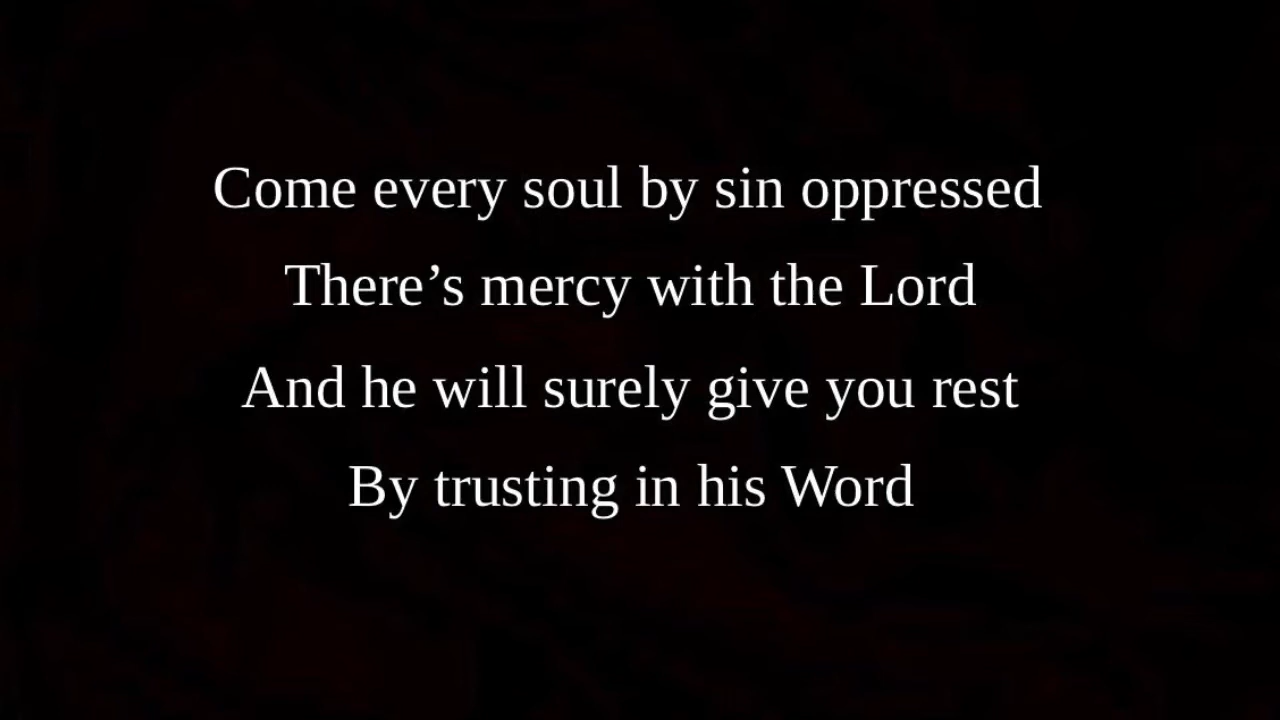 Come every soul by sin oppressed
There’s mercy with the Lord
And he will surely give you rest
By trusting in his Word